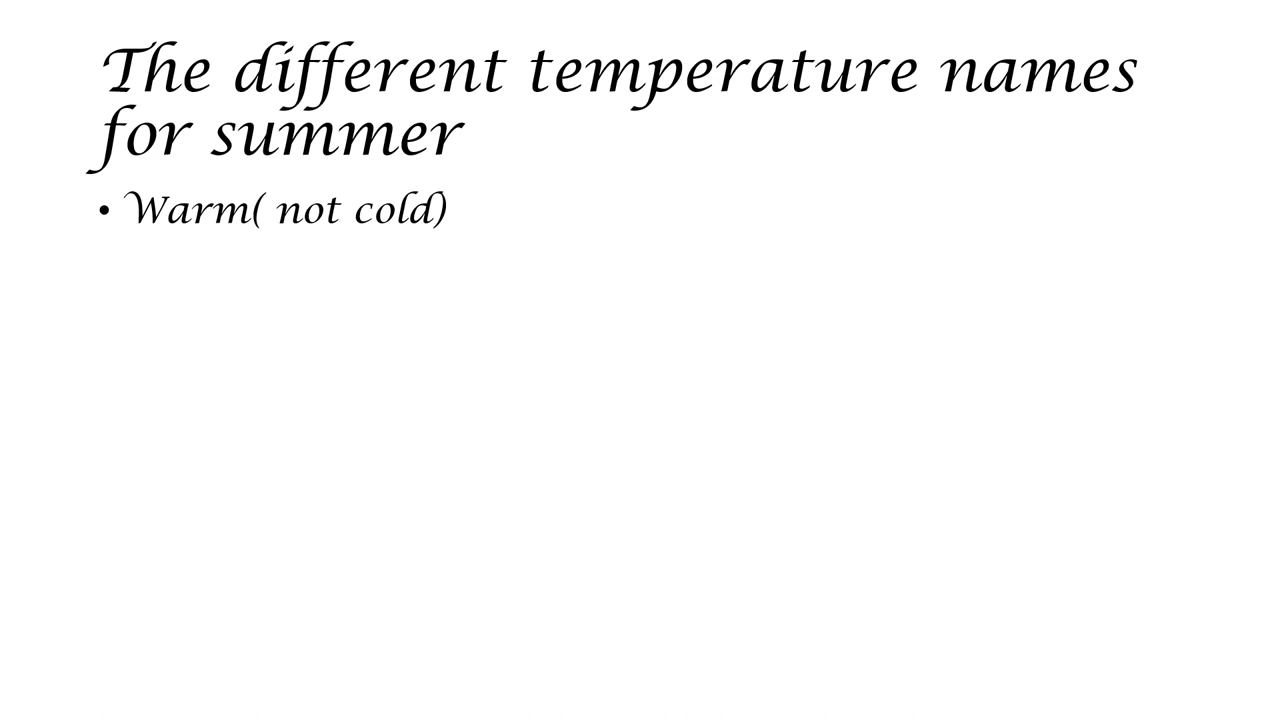 The different temperature names
for summer
• Warm( not cold)